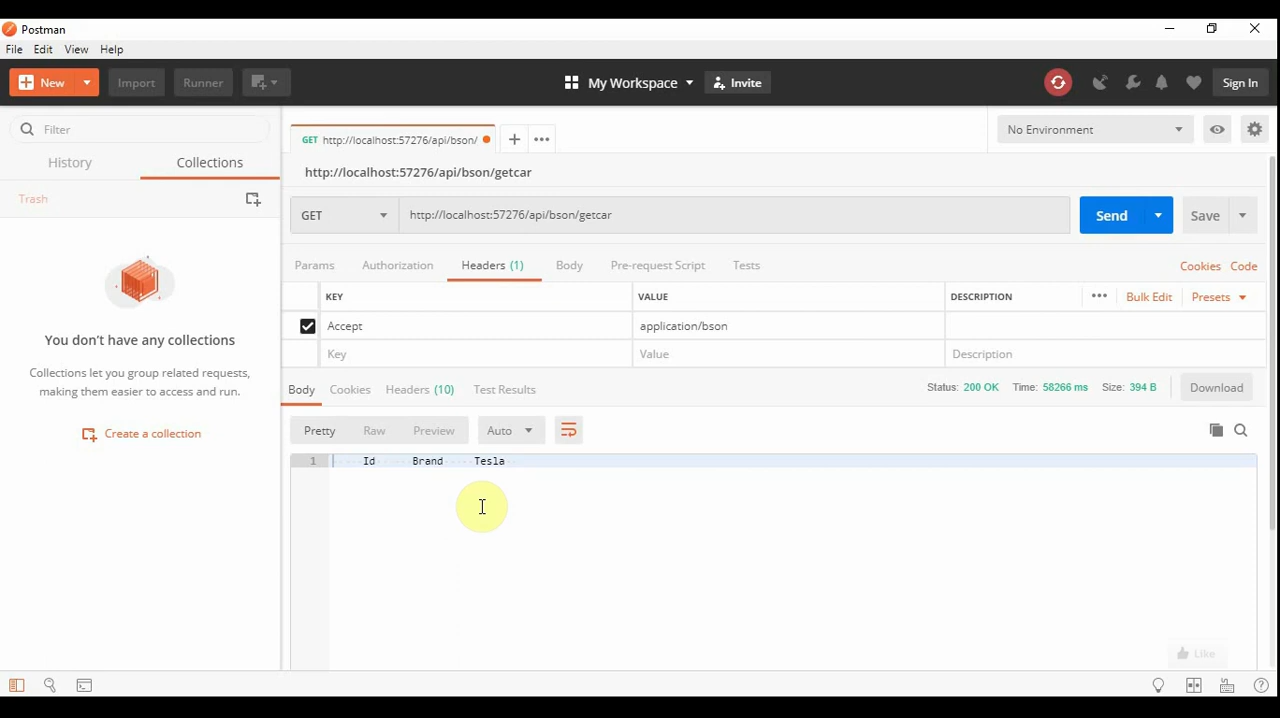 Postman
File Edit View Help
New Import Runner My Workspace Invite Sign In
Filter
History Collections
Trash
You don't have any collections
Collections let you group related requests,
making them easier to access and run.
Create a collection
GET http://localhost:57276/api/bson/
No Environment
http://localhost:57276/api/bson/getcar
GET http://localhost:57276/api/bson/getcar Send Save
Params Authorization Headers (1) Body Pre-request Script Tests Cookies Code
KEY VALUE DESCRIPTION Bulk Edit Presets
Accept application/bson
Key Value Description
Body Cookies Headers (10) Test Results Status: 200 OK Time: 58266 ms Size: 394 B Download
Pretty Raw Preview Auto
1 Id Brand Tesla
Like